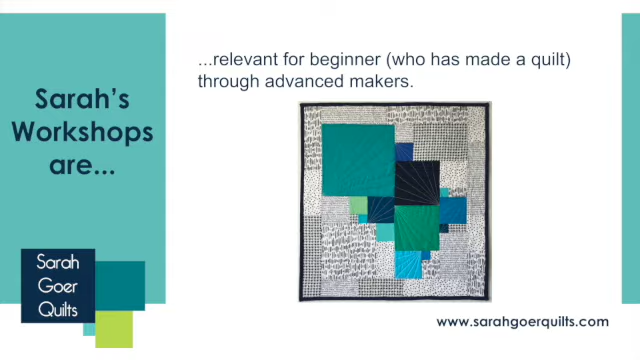 Sarah's
Workshops
are...
...relevant for beginner (who has made a quilt)
through advanced makers.
Sarah
Goer
Quilts
www.sarahgoerquilts.com